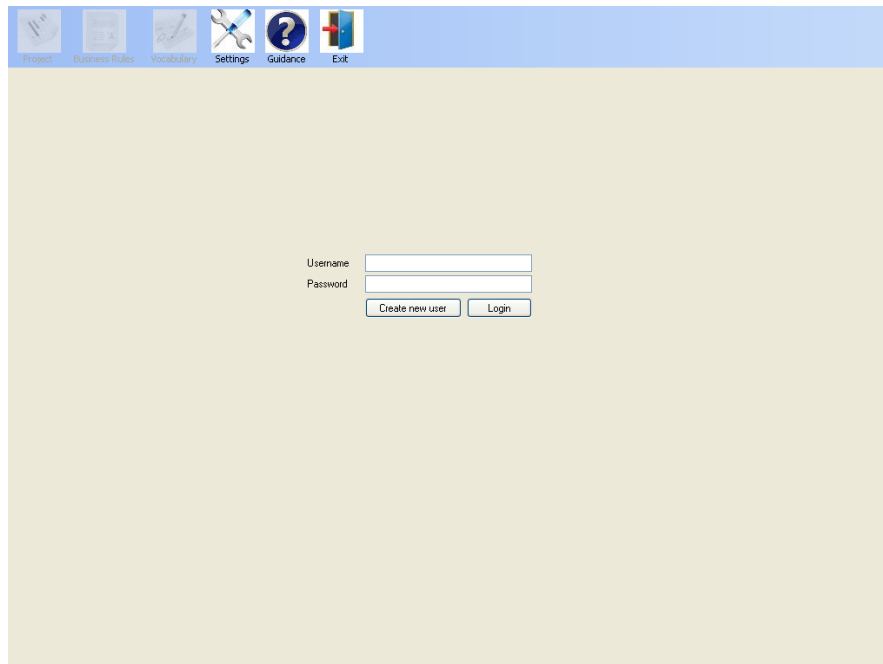 Project Business Rules Vocabulary Settings Guidance Exit
Username
Password
Create new user Login